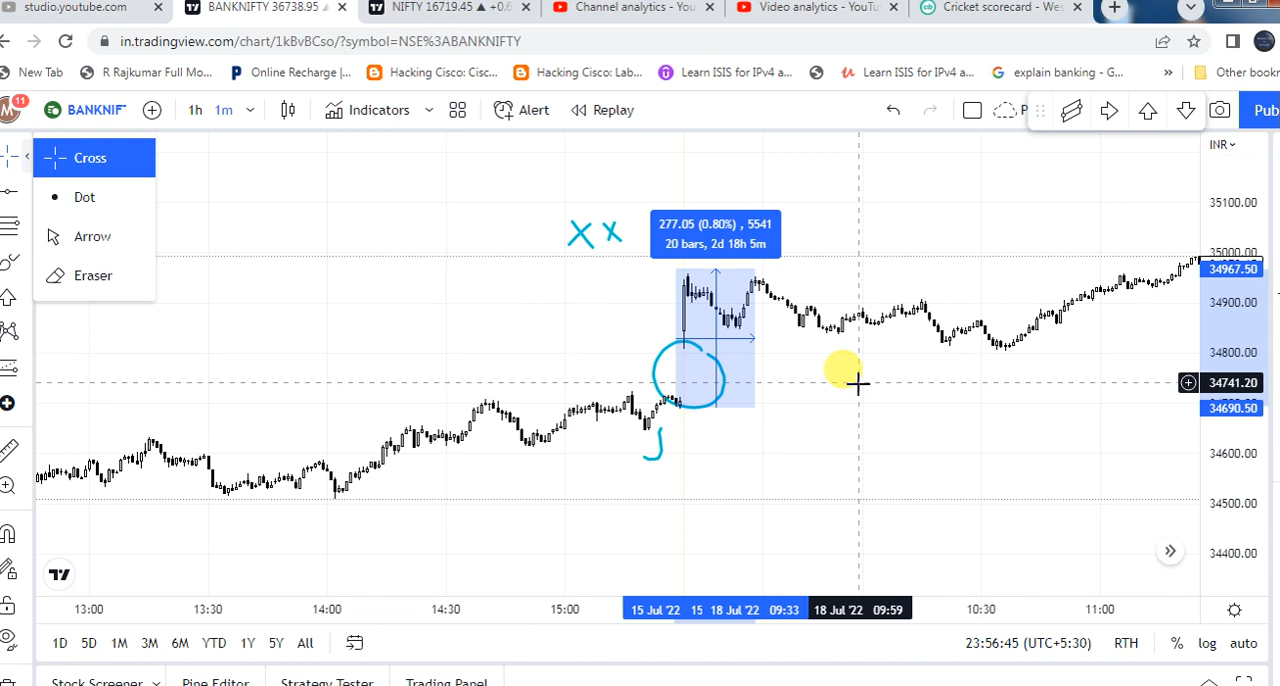 studio.youtube.com
BANKNIFTY 36738.95 ▲
NIFTY 16719.45 ▲ +0.6
Channel analytics - You
Video analytics - YouTu
Cricket scorecard - Wes
in.tradingview.com/chart/1kBvBCso/?symbol=NSE%3ABANKNIFTY
New Tab
R Rajkumar Full Mo...
Online Recharge |...
Hacking Cisco: Cisc...
Hacking Cisco: Lab...
Learn ISIS for IPv4 a...
Learn ISIS for IPv4 a...
explain banking - G...
»
Other bookr
M 11
BANKNIF
1h 1m
Indicators
Alert
Replay
P
Pub
Cross
Dot
Arrow
Eraser
INR
X x
277.05 (0.80%) , 5541
20 bars, 2d 18h 5m
35100.00
35000.00
34967.50
34900.00
34800.00
34741.20
34690.50
34600.00
34500.00
34400.00
13:00 13:30 14:00 14:30 15:00 15 Jul '22 15 18 Jul '22 09:33 18 Jul '22 09:59 10:30 11:00
1D 5D 1M 3M 6M YTD 1Y 5Y All
23:56:45 (UTC+5:30) RTH % log auto
Stock Screener Pine Editor Strategy Tester Trading Panel